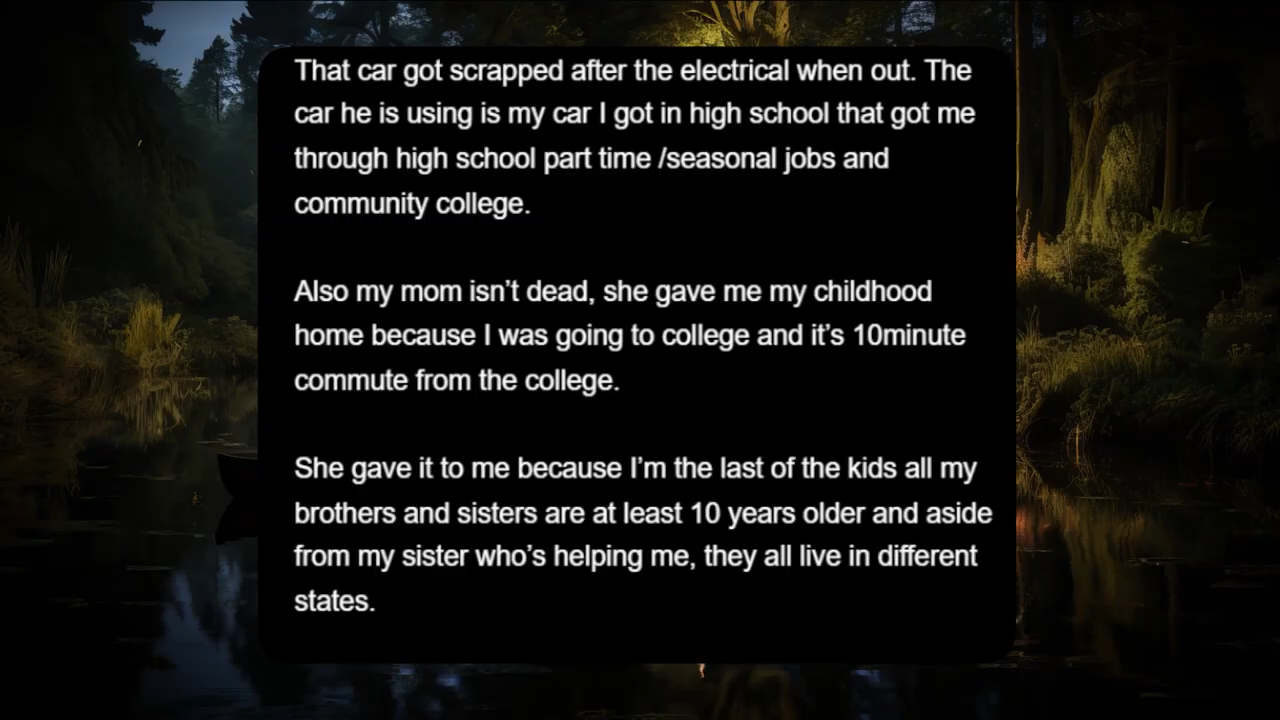 That car got scrapped after the electrical when out. The
car he is using is my car I got in high school that got me
through high school part time /seasonal jobs and
community college.
Also my mom isn’t dead, she gave me my childhood
home because I was going to college and it’s 10minute
commute from the college.
She gave it to me because I’m the last of the kids all my
brothers and sisters are at least 10 years older and aside
from my sister who’s helping me, they all live in different
states.